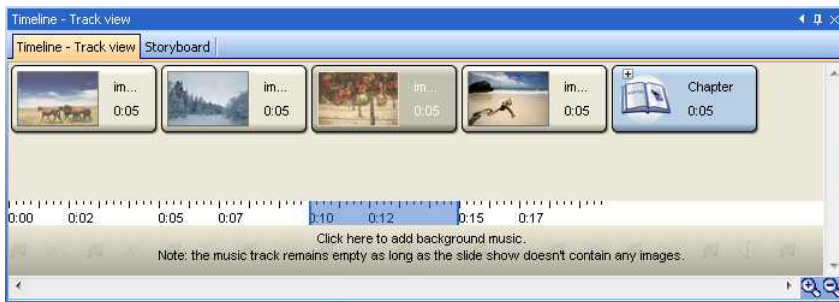 Timeline - Track view
Timeline - Track view Storyboard
im... im... im... im... Chapter
0:05 0:05 0:05 0:05 0:05
0:00 0:02 0:05 0:07 0:10 0:12 0:15 0:17
Click here to add background music.
Note: the music track remains empty as long as the slide show doesn't contain any images.